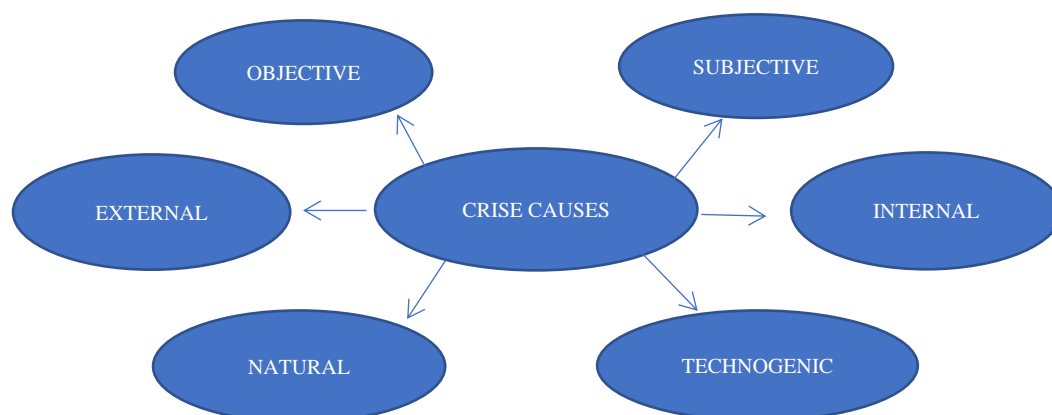 OBJECTIVE
SUBJECTIVE
EXTERNAL
CRISE CAUSES
INTERNAL
NATURAL
TECHNOGENIC